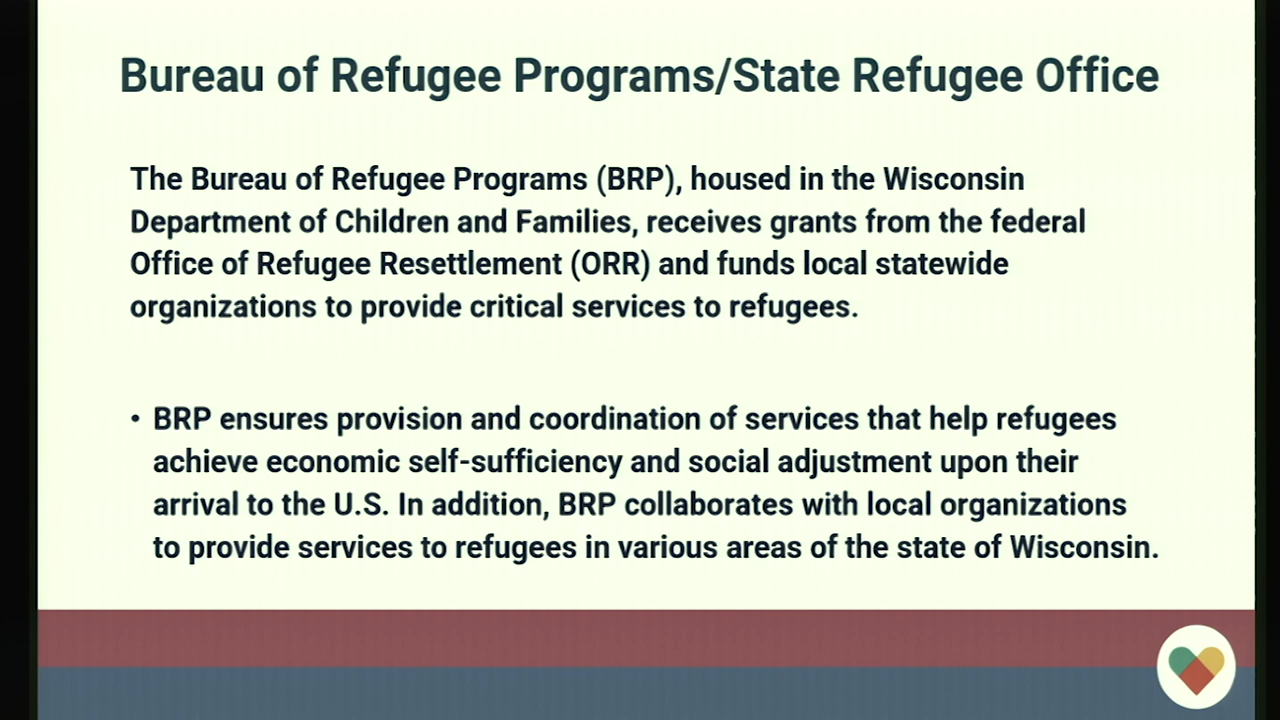 Bureau of Refugee Programs/State Refugee Office
The Bureau of Refugee Programs (BRP), housed in the Wisconsin
Department of Children and Families, receives grants from the federal
Office of Refugee Resettlement (ORR) and funds local statewide
organizations to provide critical services to refugees.
• BRP ensures provision and coordination of services that help refugees
achieve economic self-sufficiency and social adjustment upon their
arrival to the U.S. In addition, BRP collaborates with local organizations
to provide services to refugees in various areas of the state of Wisconsin.